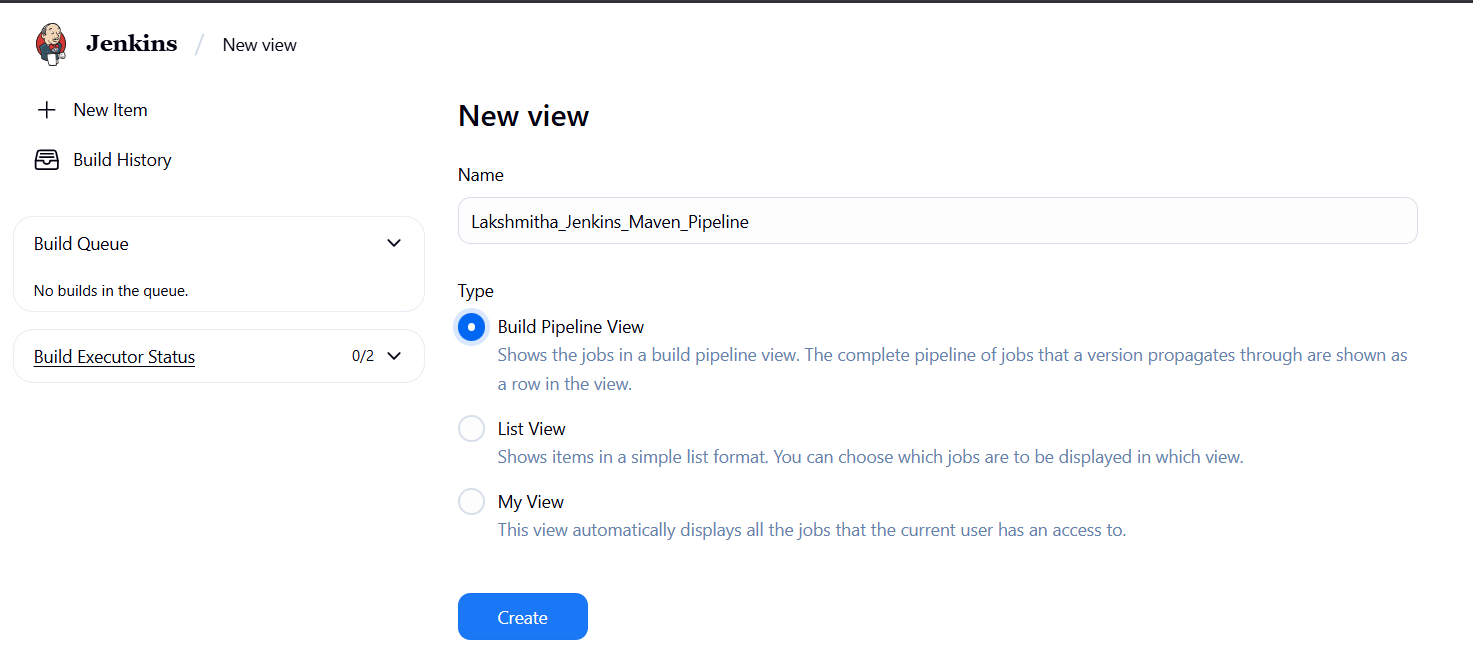 Jenkins / New view
New Item
Build History
Build Queue
No builds in the queue.
Build Executor Status 0/2
New view
Name
Lakshmitha_Jenkins_Maven_Pipeline
Type
Build Pipeline View
Shows the jobs in a build pipeline view. The complete pipeline of jobs that a version propagates through are shown as
a row in the view.
List View
Shows items in a simple list format. You can choose which jobs are to be displayed in which view.
My View
This view automatically displays all the jobs that the current user has an access to.
Create